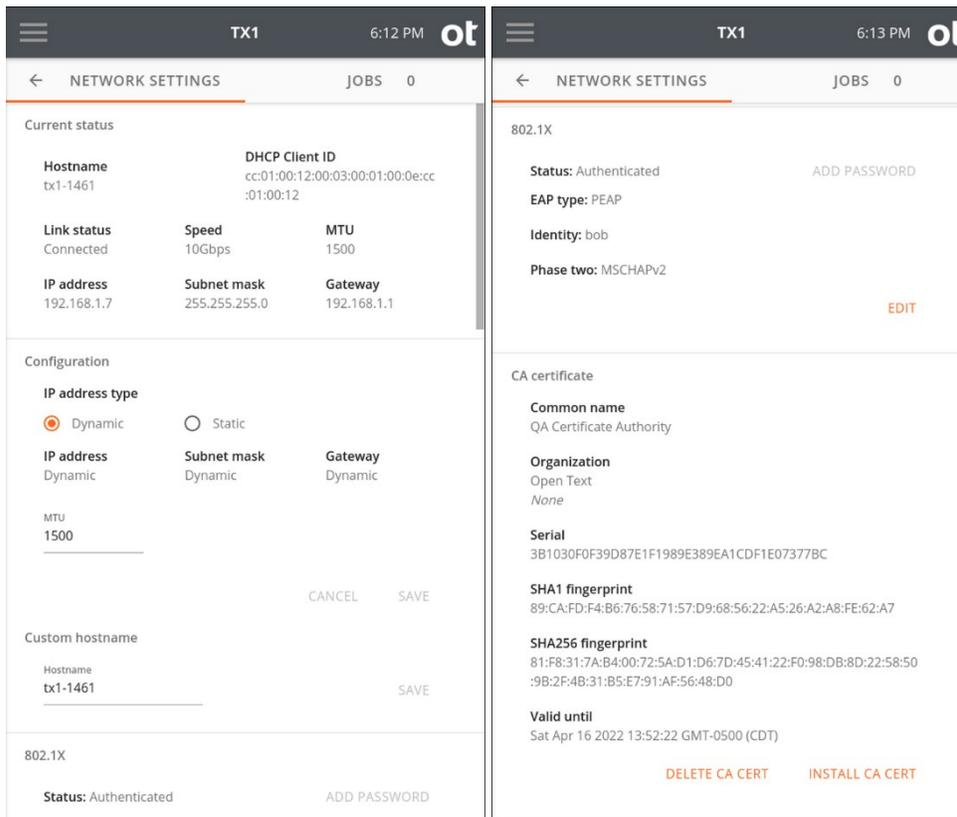 TX1 6:12 PM ot
NETWORK SETTINGS JOBS 0
Current status
Hostname
tx1-1461
DHCP Client ID
cc:01:00:12:00:03:00:01:00:0e:cc
:01:00:12
Link status Speed MTU
Connected 10Gbps 1500
IP address Subnet mask Gateway
192.168.1.7 255.255.255.0 192.168.1.1
Configuration
IP address type
Dynamic Static
IP address Subnet mask Gateway
Dynamic Dynamic Dynamic
MTU
1500
CANCEL SAVE
Custom hostname
Hostname
tx1-1461
SAVE
802.1X
Status: Authenticated ADD PASSWORD
TX1 6:13 PM ot
NETWORK SETTINGS JOBS 0
802.1X
Status: Authenticated ADD PASSWORD
EAP type: PEAP
Identity: bob
Phase two: MSCHAPv2
EDIT
CA certificate
Common name
QA Certificate Authority
Organization
Open Text
None
Serial
3B1030F0F39D87E1F1989E389EA1CDF1E07377BC
SHA1 fingerprint
89:CA:FD:F4:B6:76:58:71:57:D9:68:56:22:A5:26:A2:A8:FE:62:A7
SHA256 fingerprint
81:F8:31:7A:B4:00:72:5A:D1:D6:7D:45:41:22:F0:98:DB:8D:22:58:50
:9B:2F:4B:31:B5:E7:91:AF:56:48:D0
Valid until
Sat Apr 16 2022 13:52:22 GMT-0500 (CDT)
DELETE CA CERT INSTALL CA CERT